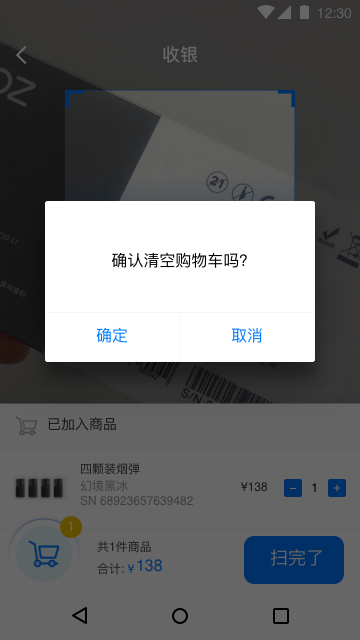 12:30
收银
21
确认清空购物车吗?
确定
取消
S/N
已加入商品
四颗装烟弹
幻境黑冰
SN 68923657639482
¥138
1
1
共1件商品
合计:¥138
扫完了